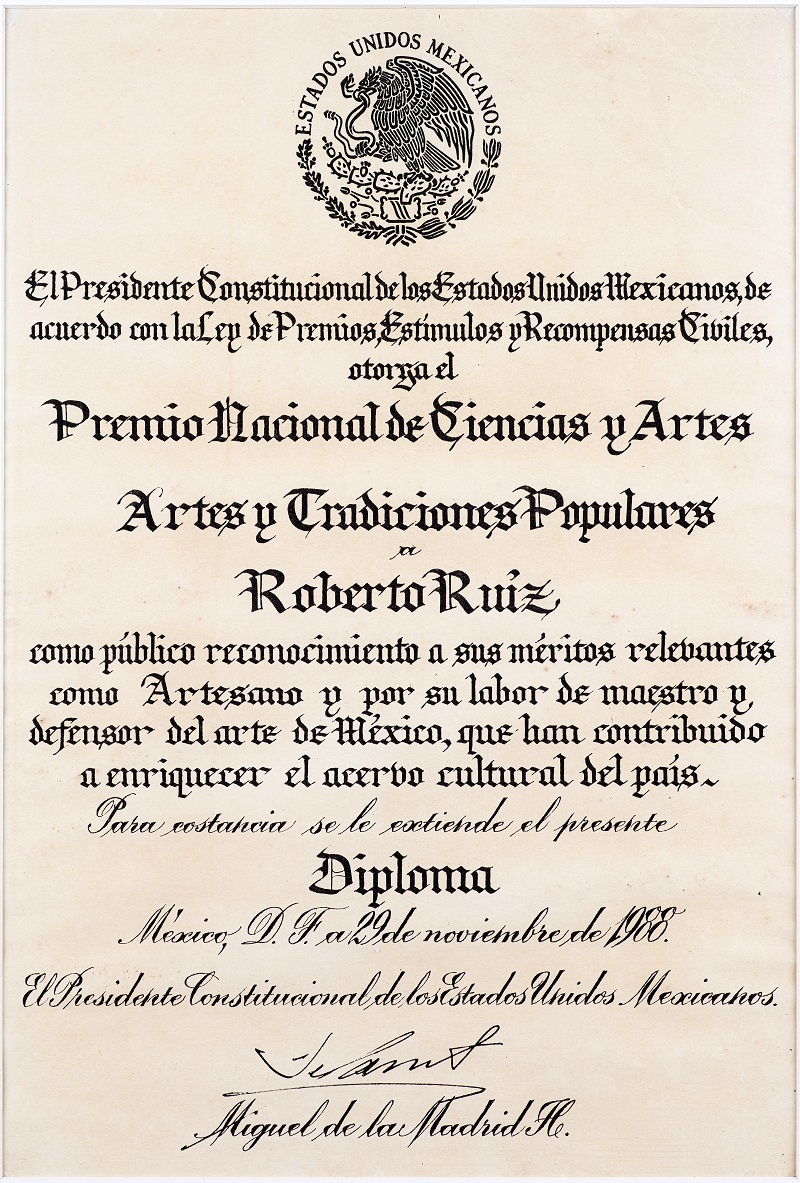 ESTADOS UNIDOS MEXICANOS
El Presidente Constitucional de los Estados Unidos Mexicanos, de
acuerdo con la Ley de Premios, Estímulos y Recompensas Civiles,
otorga el
Premio Nacional de Ciencias y Artes
Artes y Tradiciones Populares
a
Roberto Ruíz,
como público reconocimiento a sus méritos relevantes
como Artesano y por su labor de maestro y,
defensor del arte de México, que han contribuido
a enriquecer el acervo cultural del país.
Para costancia se le extiende el presente
Diploma
México, D. F. a 29 de noviembre de 1988.
El Presidente Constitucional de los Estados Unidos Mexicanos.
Miguel de la Madrid H.